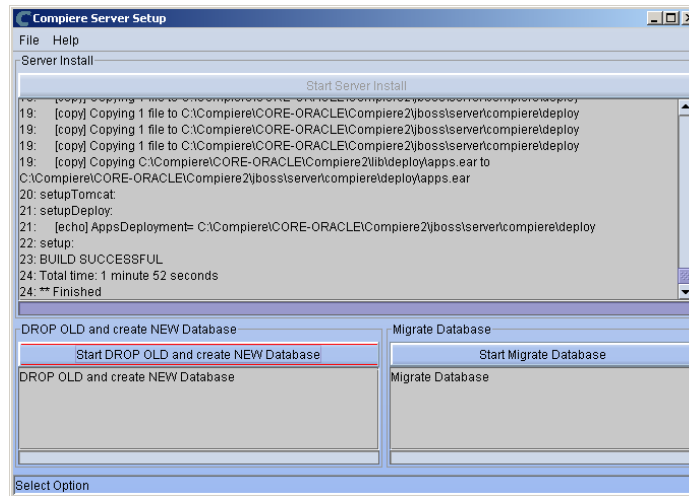 Compiere Server Setup
File Help
Server Install
Start Server Install
19: [copy] Copying 1 file to C:\Compiere\CORE-ORACLE\Compiere2\jboss\server\compiere\deploy
19: [copy] Copying 1 file to C:\Compiere\CORE-ORACLE\Compiere2\jboss\server\compiere\deploy
19: [copy] Copying 1 file to C:\Compiere\CORE-ORACLE\Compiere2\jboss\server\compiere\deploy
19: [copy] Copying C:\Compiere\CORE-ORACLE\Compiere2\lib\deploy\apps.ear to
C:\Compiere\CORE-ORACLE\Compiere2\jboss\server\compiere\deploy\apps.ear
20: setupTomcat:
21: setupDeploy:
21: [echo] AppsDeployment= C:\Compiere\CORE-ORACLE\Compiere2\jboss\server\compiere\deploy
22: setup:
23: BUILD SUCCESSFUL
24: Total time: 1 minute 52 seconds
24: ** Finished
DROP OLD and create NEW Database
Start DROP OLD and create NEW Database
DROP OLD and create NEW Database
Migrate Database
Start Migrate Database
Migrate Database
Select Option